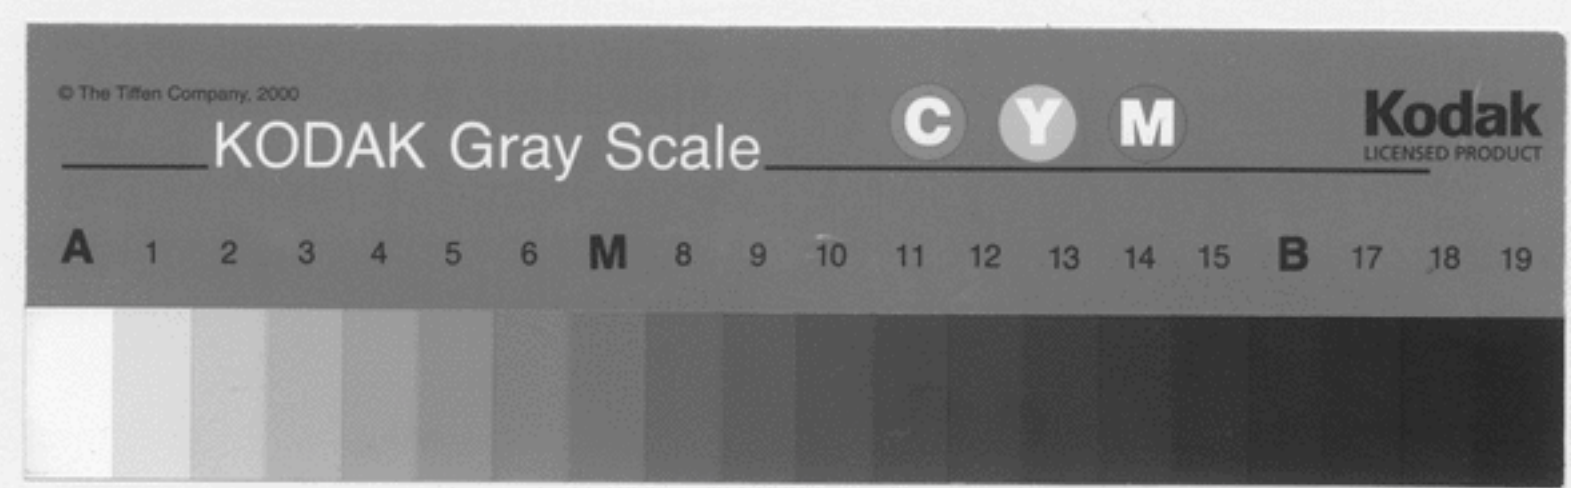 © The Tiffen Company, 2000
KODAK Gray Scale
C Y M
Kodak
LICENSED PRODUCT
A 1 2 3 4 5 6 M 8 9 10 11 12 13 14 15 B 17 18 19